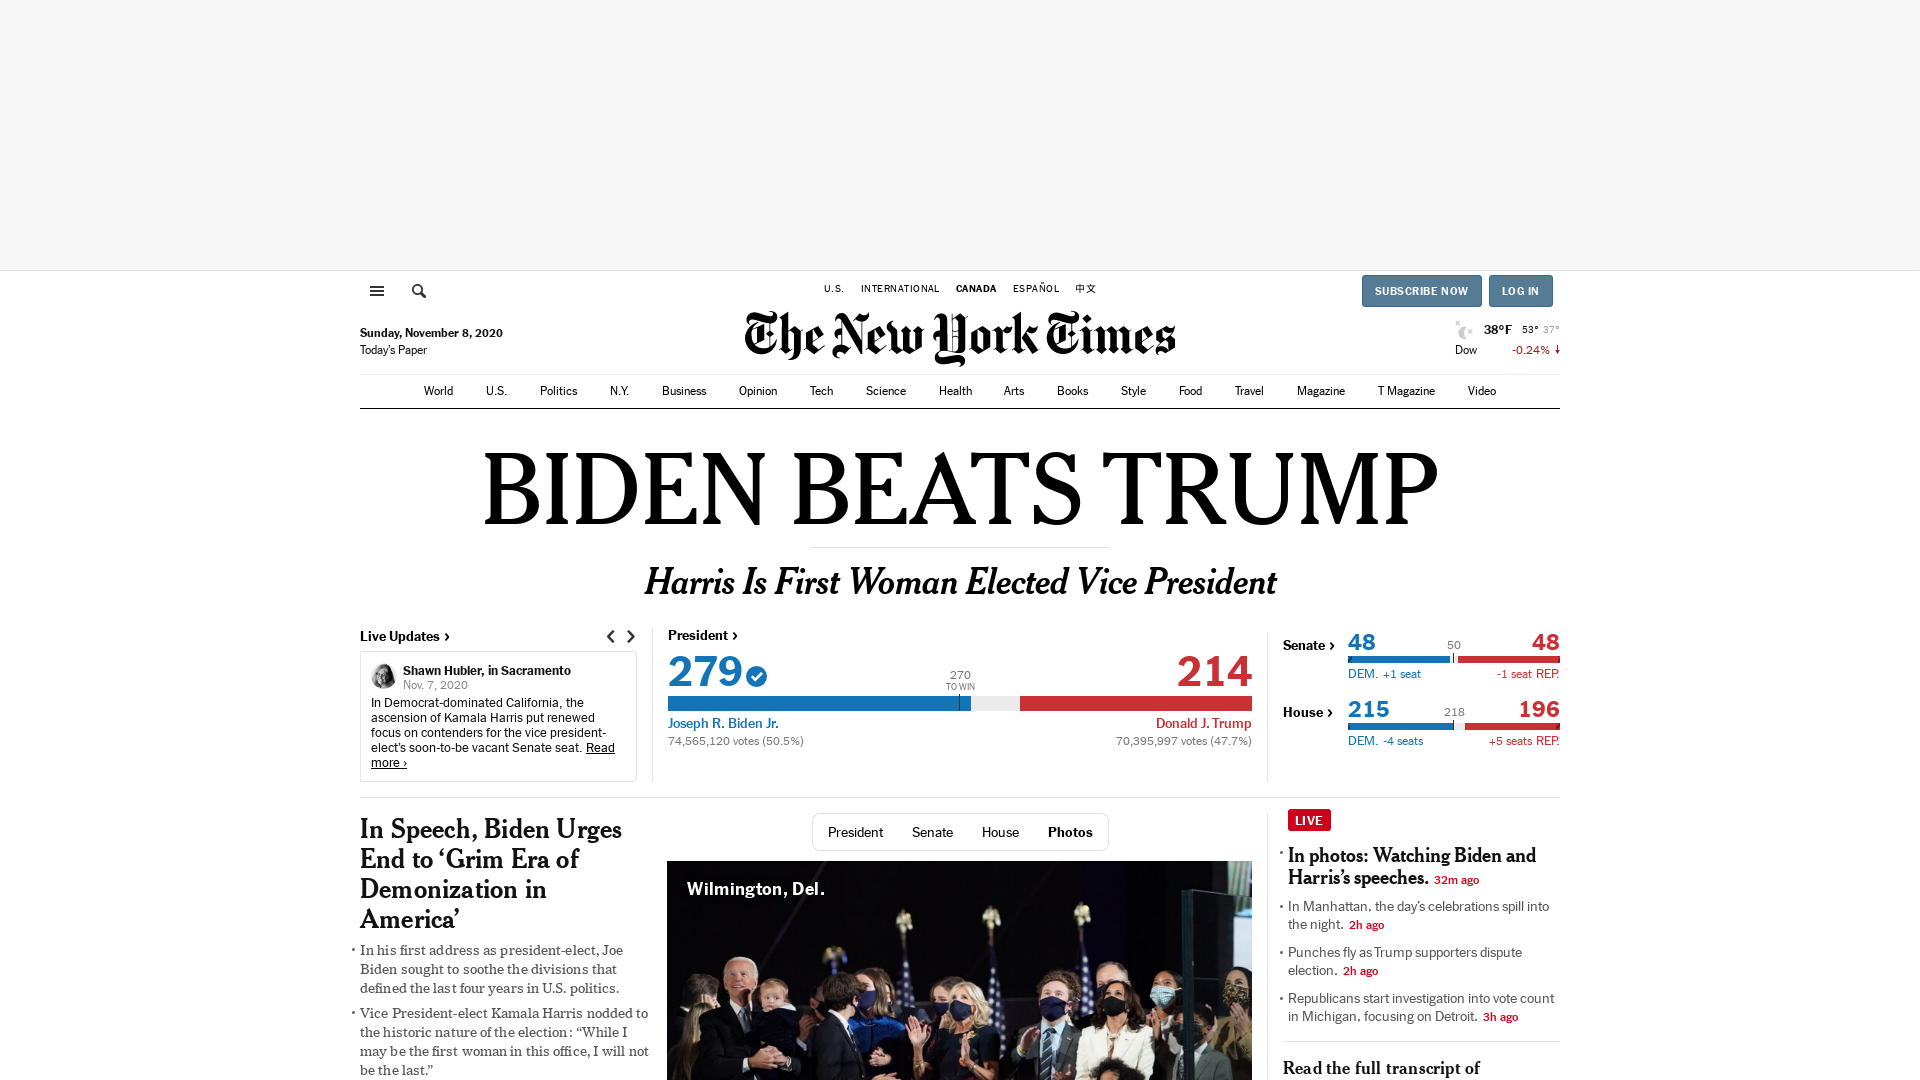 U.S. INTERNATIONAL CANADA ESPAÑOL 中文
SUBSCRIBE NOW LOG IN
Sunday, November 8, 2020
Today's Paper
The New York Times
38°F 53° 37°
Dow -0.24% ↓
World U.S. Politics N.Y. Business Opinion Tech Science Health Arts Books Style Food Travel Magazine T Magazine Video
BIDEN BEATS TRUMP
Harris Is First Woman Elected Vice President
Live Updates ›
Shawn Hubler, in Sacramento
Nov. 7, 2020
In Democrat-dominated California, the
ascension of Kamala Harris put renewed
focus on contenders for the vice president-
elect's soon-to-be vacant Senate seat. Read
more ›
President ›
279 214
270
TO WIN
Joseph R. Biden Jr. Donald J. Trump
74,565,120 votes (50.5%) 70,395,997 votes (47.7%)
Senate › 48 50 48
DEM. +1 seat -1 seat REP.
House › 215 218 196
DEM. -4 seats +5 seats REP.
In Speech, Biden Urges
End to ‘Grim Era of
Demonization in
America’
• In his first address as president-elect, Joe
Biden sought to soothe the divisions that
defined the last four years in U.S. politics.
• Vice President-elect Kamala Harris nodded to
the historic nature of the election: “While I
may be the first woman in this office, I will not
be the last.”
President Senate House Photos
Wilmington, Del.
LIVE
• In photos: Watching Biden and
Harris’s speeches. 32m ago
• In Manhattan, the day’s celebrations spill into
the night. 2h ago
• Punches fly as Trump supporters dispute
election. 2h ago
• Republicans start investigation into vote count
in Michigan, focusing on Detroit. 3h ago
Read the full transcript of